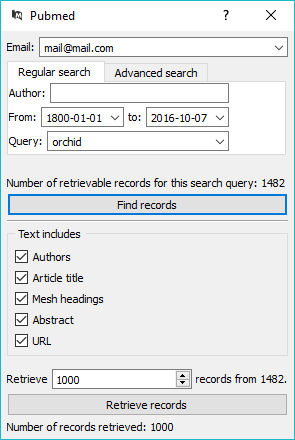 Pubmed ?
Email: mail@mail.com
Regular search Advanced search
Author:
From: 1800-01-01 to: 2016-10-07
Query: orchid
Number of retrievable records for this search query: 1482
Find records
Text includes
Authors
Article title
Mesh headings
Abstract
URL
Retrieve 1000 records from 1482.
Retrieve records
Number of records retrieved: 1000